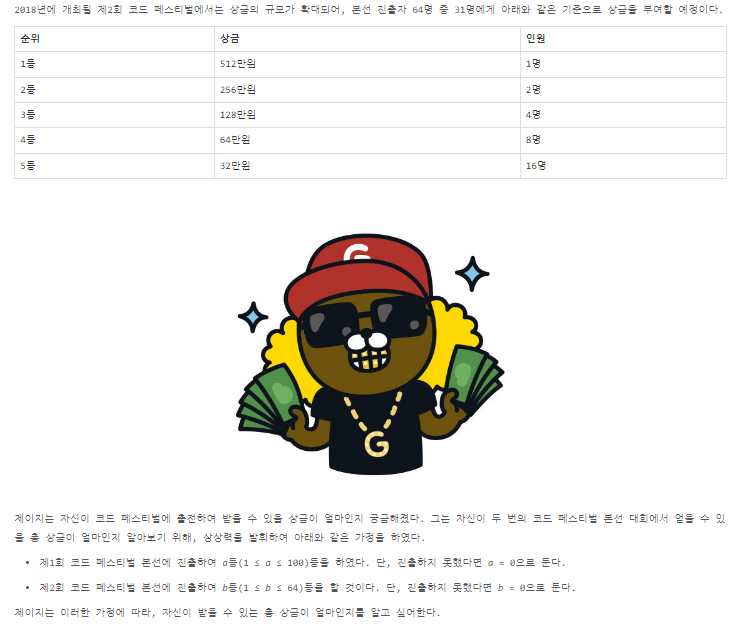 2018년에 개최될 제2회 코드 페스티벌에서는 상금의 규모가 확대되어, 본선 진출자 64명 중 31명에게 아래와 같은 기준으로 상금을 부여할 예정이다.
순위 상금 인원
1등 512만원 1명
2등 256만원 2명
3등 128만원 4명
4등 64만원 8명
5등 32만원 16명
G
G
제이지는 자신이 코드 페스티벌에 출전하여 받을 수 있을 상금이 얼마인지 궁금해졌다. 그는 자신이 두 번의 코드 페스티벌 본선 대회에서 얻을 수 있
을 총 상금이 얼마인지 알아보기 위해, 상상력을 발휘하여 아래와 같은 가정을 하였다.
• 제1회 코드 페스티벌 본선에 진출하여 a등(1 ≤ a ≤ 100)등을 하였다. 단, 진출하지 못했다면 a = 0으로 둔다.
• 제2회 코드 페스티벌 본선에 진출하여 b등(1 ≤ b ≤ 64)등을 할 것이다. 단, 진출하지 못했다면 b = 0으로 둔다.
제이지는 이러한 가정에 따라, 자신이 받을 수 있는 총 상금이 얼마인지를 알고 싶어한다.